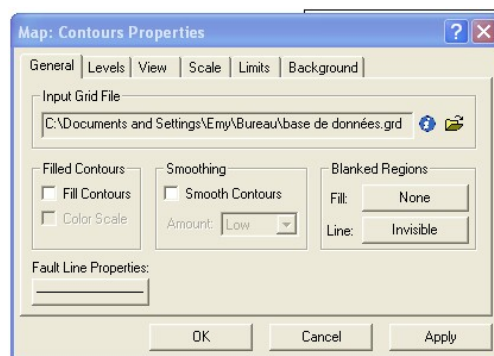 Map: Contours Properties
General Levels View Scale Limits Background
Input Grid File
C:\Documents and Settings\Emy\Bureau\base de données.grd
Filled Contours Smoothing Blanked Regions
Fill Contours Smooth Contours Fill: None
Color Scale Amount: Low Line: Invisible
Fault Line Properties:
OK Cancel Apply